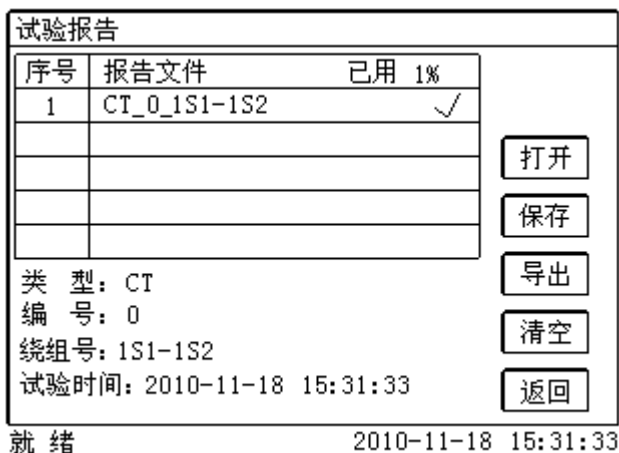 试验报告
序号 报告文件 已用 1%
1 CT_0_1S1-1S2 ✓
打开
保存
导出
清空
返回
类 型: CT
编 号: 0
绕组号: 1S1-1S2
试验时间: 2010-11-18 15:31:33
就 绪 2010-11-18 15:31:33